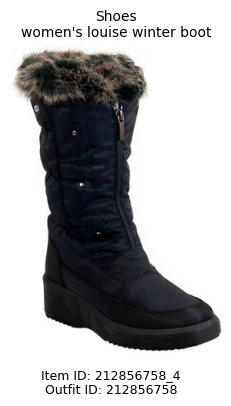 Shoes
women's louise winter boot
Item ID: 212856758_4
Outfit ID: 212856758